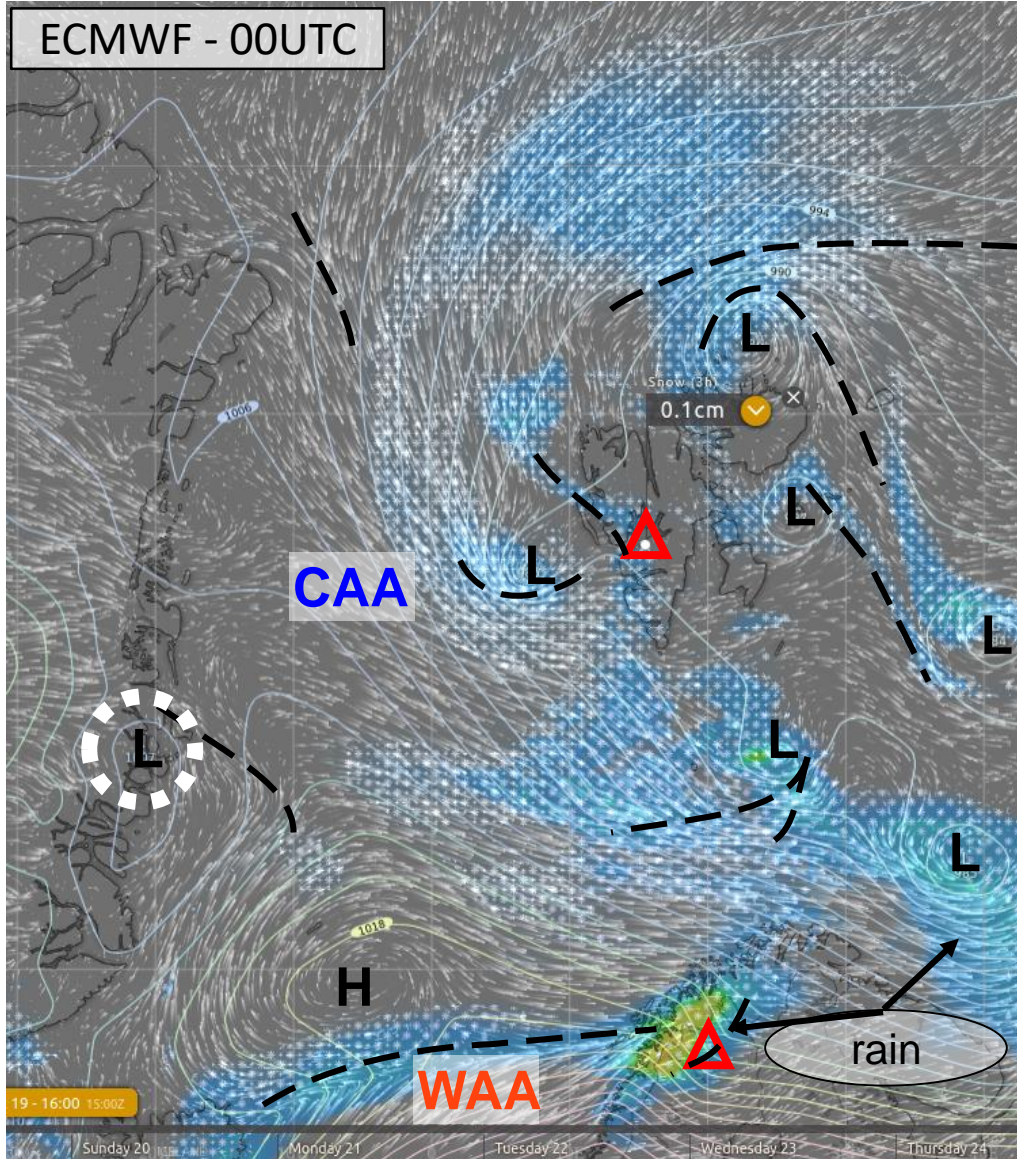 ECMWF - 00UTC
994
990
L
Snow (3h)
0.1cm
1006
L
L
CAA
L
L
L
L
1018
H
rain
WAA
19 - 16:00 15:00Z
Sunday 20
Monday 21
Tuesday 22
Wednesday 23
Thursday 24